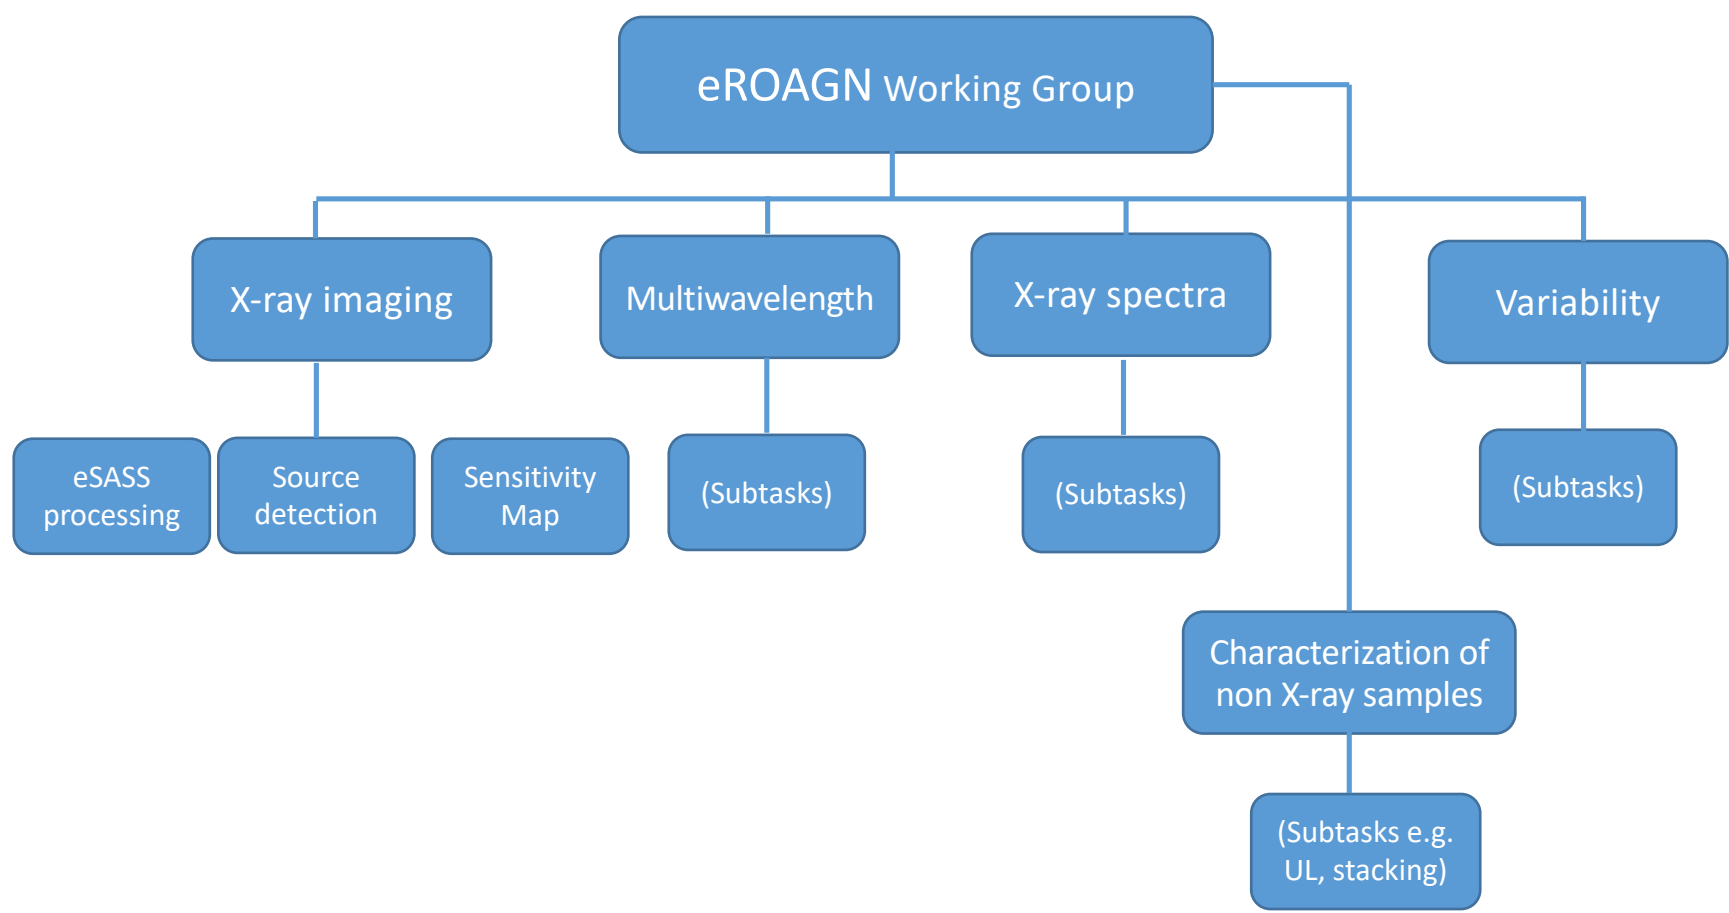 eROAGN Working Group
X-ray imaging
Multiwavelength
X-ray spectra
Variability
eSASS
processing
Source
detection
Sensitivity
Map
(Subtasks)
(Subtasks)
(Subtasks)
Characterization of
non X-ray samples
(Subtasks e.g.
UL, stacking)